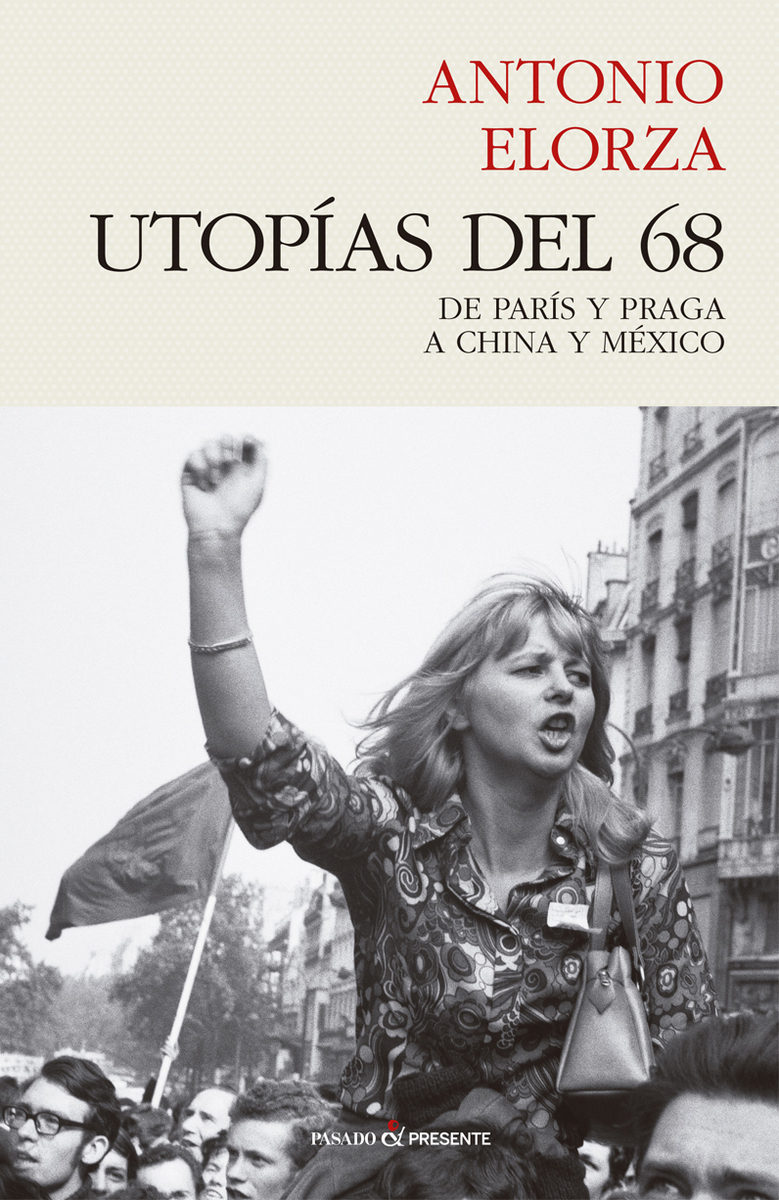 ANTONIO
ELORZA
UTOPÍAS DEL 68
DE PARÍS Y PRAGA
A CHINA Y MÉXICO
PASADO & PRESENTE